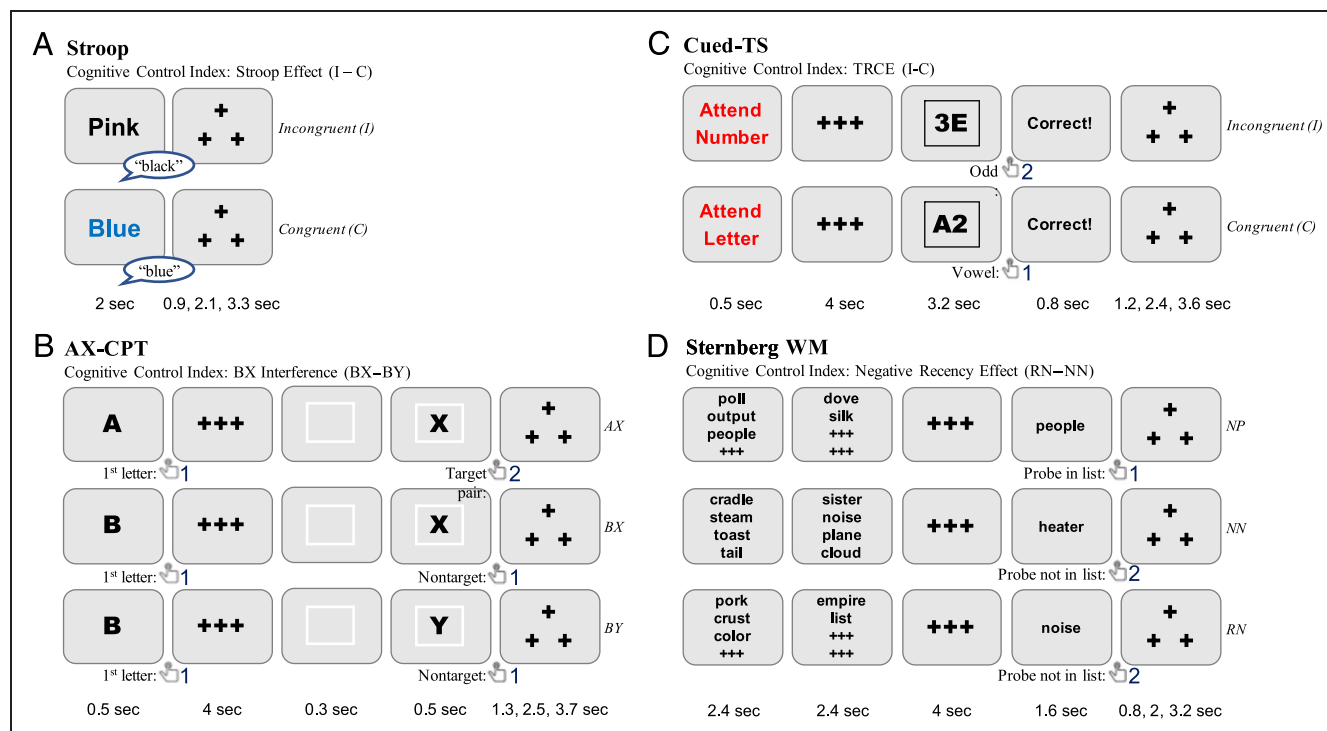 A Stroop
Cognitive Control Index: Stroop Effect (I – C)
Pink
+
+ +
Incongruent (I)
“black”
Blue
+
+ +
Congruent (C)
“blue”
2 sec 0.9, 2.1, 3.3 sec
B AX-CPT
Cognitive Control Index: BX Interference (BX–BY)
A +++ X
+
+ +
AX
1st letter: 1 Target 2
pair:
B +++ X
+
+ +
BX
1st letter: 1 Nontarget: 1
B +++ Y
+
+ +
BY
1st letter: 1 Nontarget: 1
0.5 sec 4 sec 0.3 sec 0.5 sec 1.3, 2.5, 3.7 sec
C Cued-TS
Cognitive Control Index: TRCE (I-C)
Attend
Number
+++
3E
Correct!
+
+ +
Incongruent (I)
Odd 2
:
Attend
Letter
+++
A2
Correct!
+
+ +
Congruent (C)
Vowel: 1
0.5 sec 4 sec 3.2 sec 0.8 sec 1.2, 2.4, 3.6 sec
D Sternberg WM
Cognitive Control Index: Negative Recency Effect (RN–NN)
poll
output
people
+++
dove
silk
+++
+++
+++
people
+
+ +
NP
Probe in list: 1
cradle
steam
toast
tail
sister
noise
plane
cloud
+++
heater
+
+ +
NN
Probe not in list: 2
pork
crust
color
+++
empire
list
+++
+++
+++
noise
+
+ +
RN
Probe not in list: 2
2.4 sec 2.4 sec 4 sec 1.6 sec 0.8, 2, 3.2 sec